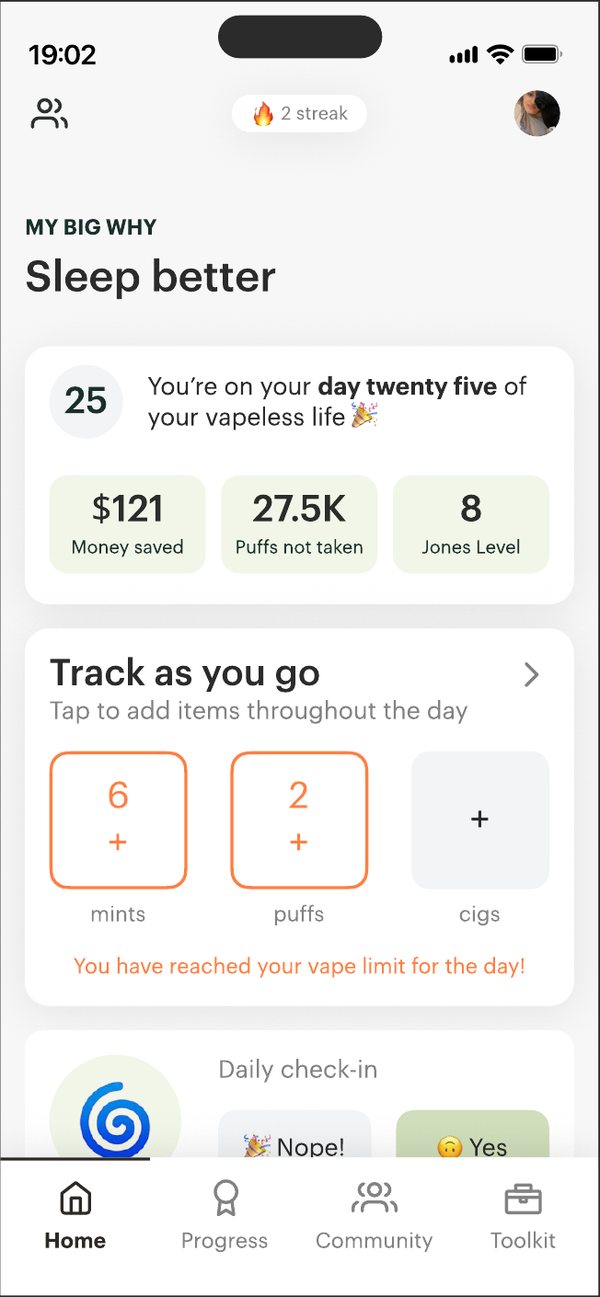 19:02
🔥 2 streak
MY BIG WHY
Sleep better
25
You’re on your day twenty five of
your vapeless life 🎉
$121
Money saved
27.5K
Puffs not taken
8
Jones Level
Track as you go
Tap to add items throughout the day
6
+
mints
2
+
puffs
+
cigs
You have reached your vape limit for the day!
Daily check-in
🎉 Nope!
🙃 Yes
Home
Progress
Community
Toolkit